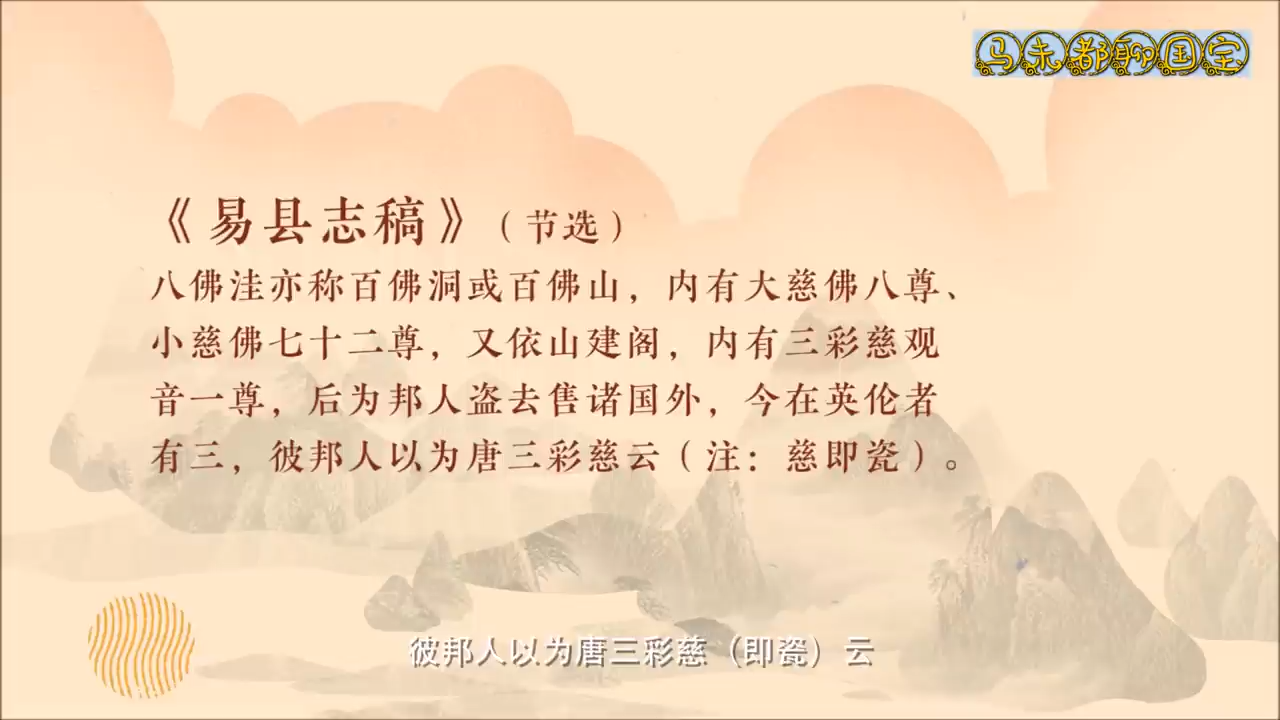 马未都聊国宝
《易县志稿》（节选）
八佛洼亦称百佛洞或百佛山，内有大慈佛八尊、
小慈佛七十二尊，又依山建阁，内有三彩慈观
音一尊，后为邦人盗去售诸国外，今在英伦者
有三，彼邦人以为唐三彩慈云（注：慈即瓷）。
彼邦人以为唐三彩慈（即瓷）云